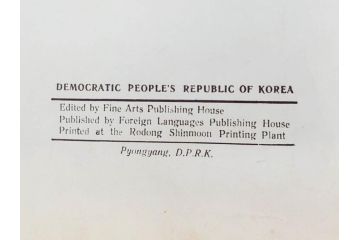 DEMOCRATIC PEOPLE'S REPUBLIC OF KOREA
Edited by Fine Arts Publishing House
Published by Foreign Languages Publishing House
Printed at the Rodong Shinmoon Printing Plant
Pyongyang, D.P.R.K.